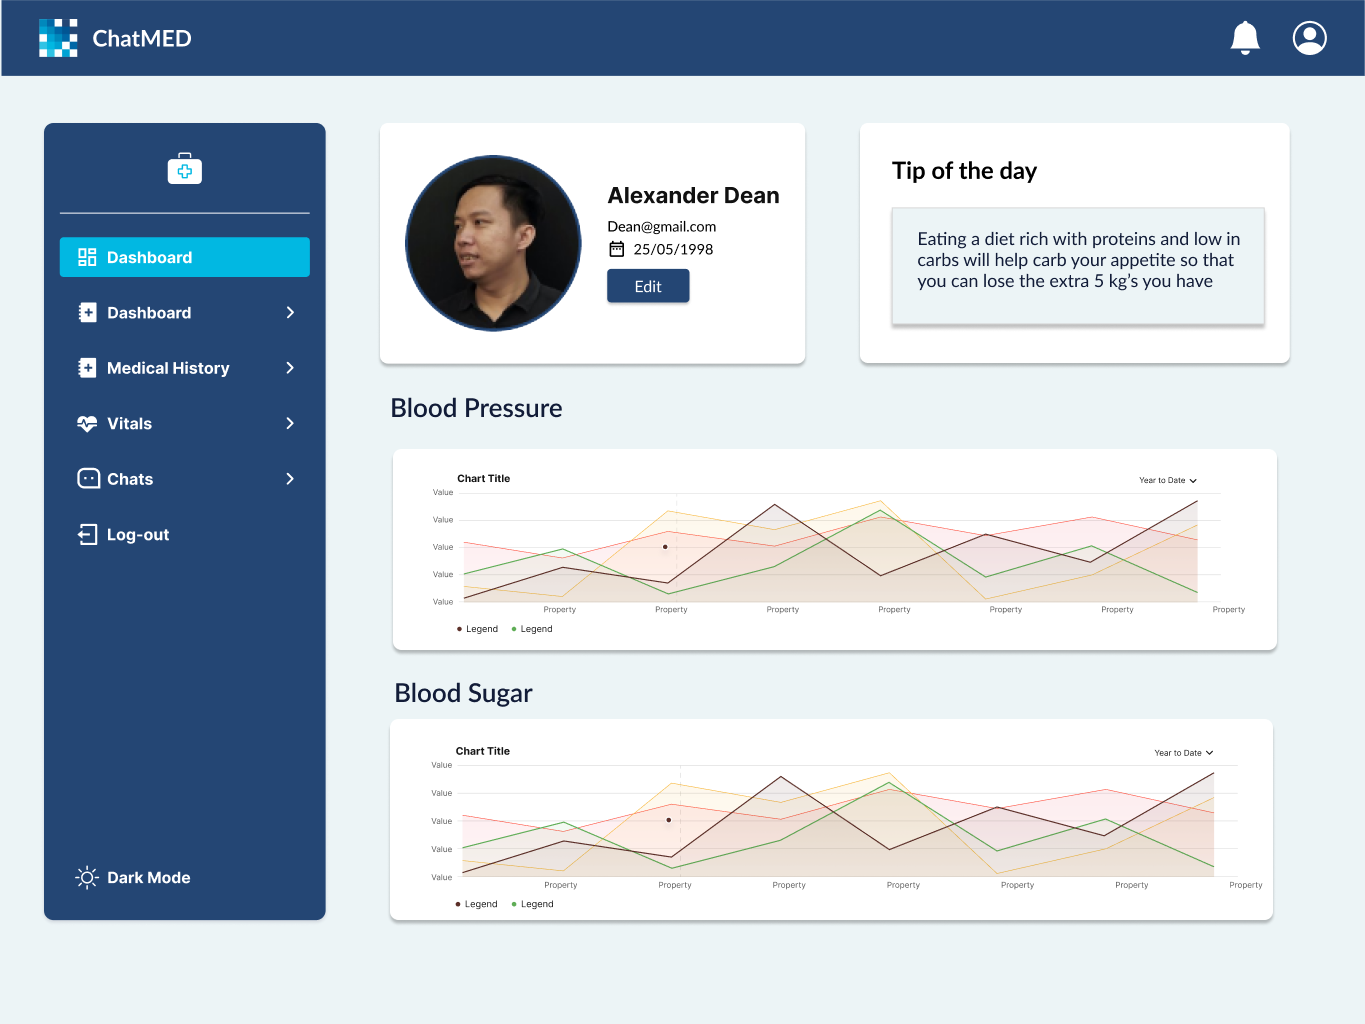 ChatMED
Dashboard
Dashboard
Medical History
Vitals
Chats
Log-out
Dark Mode
Alexander Dean
Dean@gmail.com
25/05/1998
Edit
Tip of the day
Eating a diet rich with proteins and low in
carbs will help carb your appetite so that
you can lose the extra 5 kg's you have
Blood Pressure
Chart Title
Year to Date
Value
Value
Value
Value
Value
Property Property Property Property Property Property Property
Legend Legend
Blood Sugar
Chart Title
Year to Date
Value
Value
Value
Value
Value
Property Property Property Property Property Property Property
Legend Legend